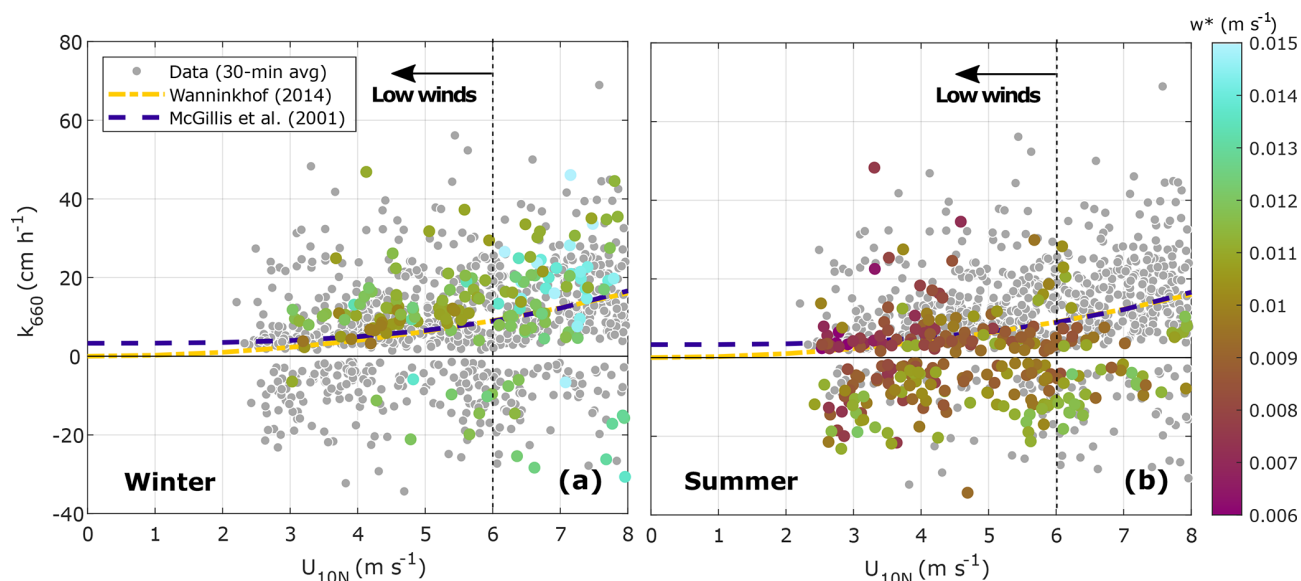 w* (m s⁻¹)
80
60
40
20
0
-20
-40
k₆₆₀ (cm h⁻¹)
Data (30-min avg)
Wanninkhof (2014)
McGillis et al. (2001)
Low winds
Winter
(a)
0 1 2 3 4 5 6 7 8
U₁₀N (m s⁻¹)
Low winds
Summer
(b)
0 1 2 3 4 5 6 7 8
U₁₀N (m s⁻¹)
0.015
0.014
0.013
0.012
0.011
0.01
0.009
0.008
0.007
0.006